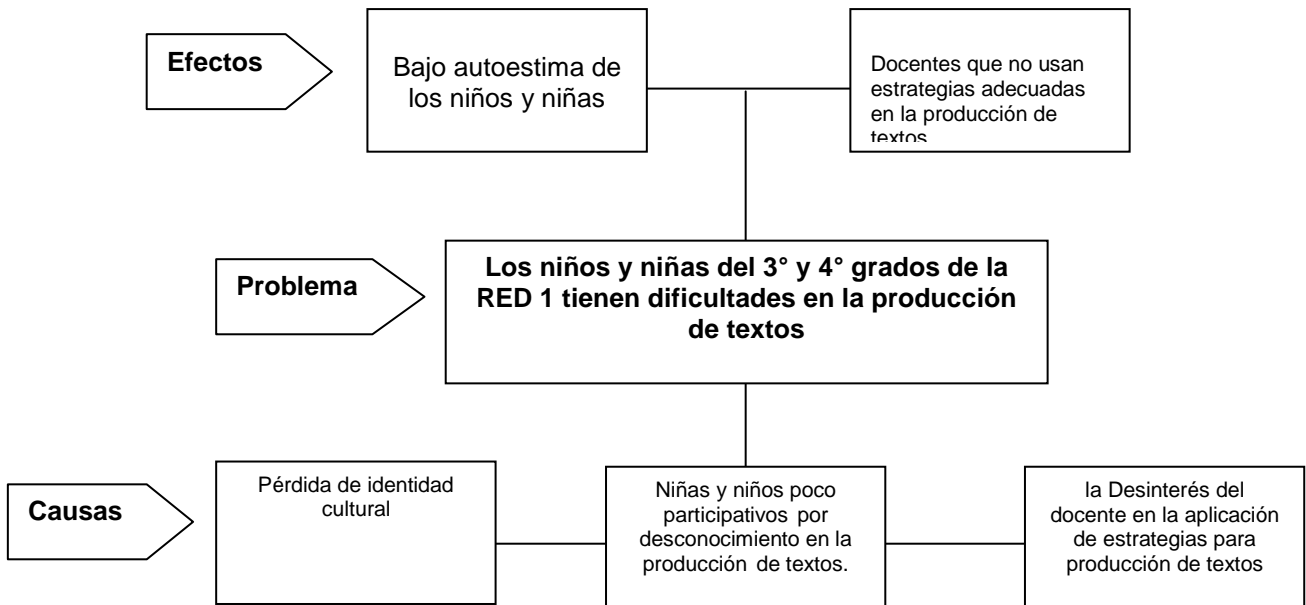 Efectos
Bajo autoestima de
los niños y niñas
Docentes que no usan
estrategias adecuadas
en la producción de
textos
Problema
Los niños y niñas del 3° y 4° grados de la
RED 1 tienen dificultades en la producción
de textos
Causas
Pérdida de identidad
cultural
Niñas y niños poco
participativos por
desconocimiento en la
producción de textos.
la Desinterés del
docente en la aplicación
de estrategias para
producción de textos